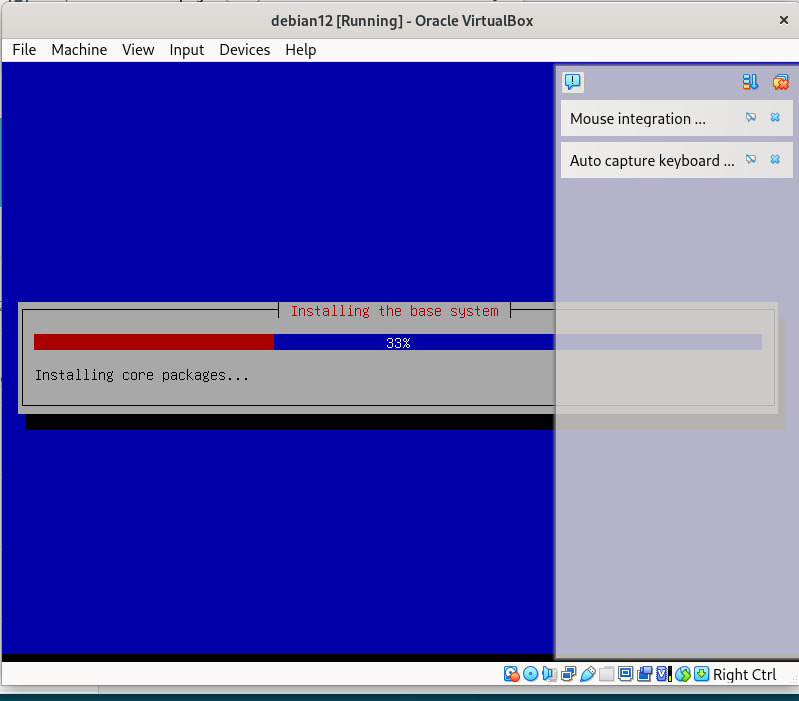 debian12 [Running] - Oracle VirtualBox
File Machine View Input Devices Help
Mouse integration ...
Auto capture keyboard ...
Installing the base system
33%
Installing core packages...
Right Ctrl